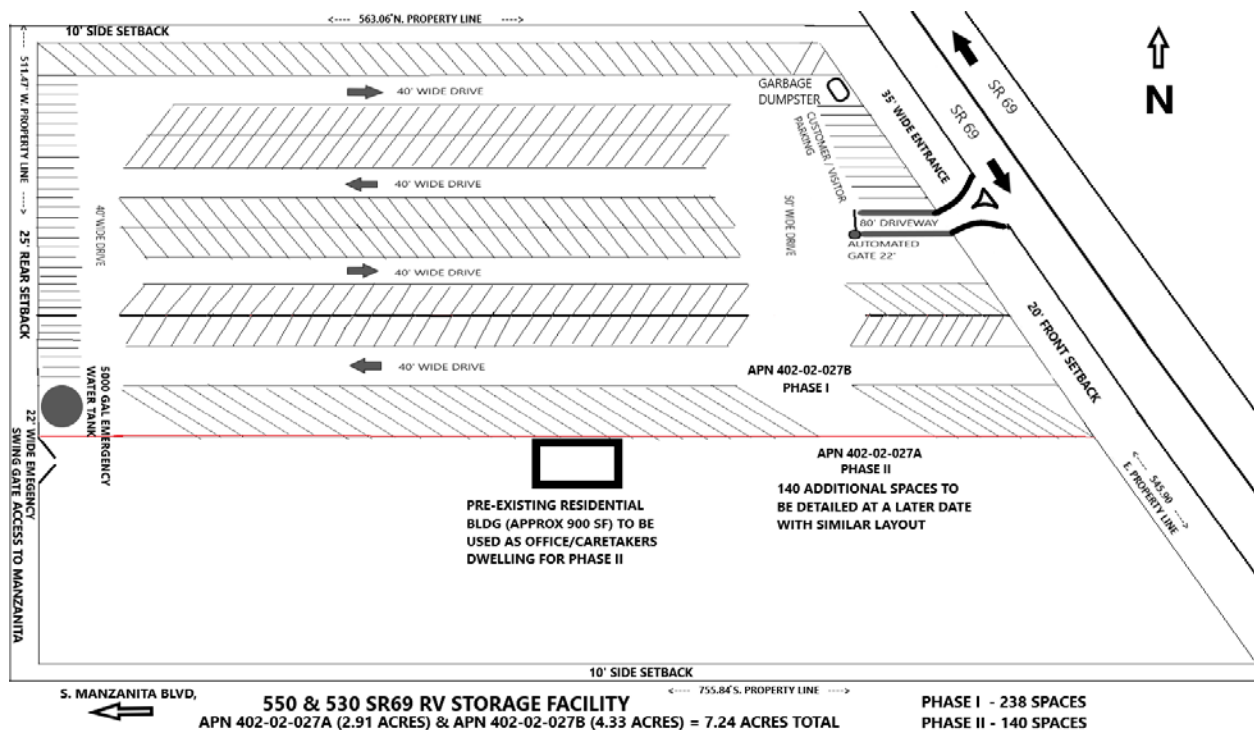 <---- 563.06'N. PROPERTY LINE ---->
10' SIDE SETBACK
<---- 511.47' W. PROPERTY LINE ---->
25' REAR SETBACK
40' WIDE DRIVE
40' WIDE DRIVE
40' WIDE DRIVE
40' WIDE DRIVE
40' WIDE DRIVE
GARBAGE
DUMPSTER
CUSTOMER / VISITOR
PARKING
35' WIDE ENTRANCE
SR 69
SR 69
N
50' WIDE DRIVE
80' DRIVEWAY
AUTOMATED
GATE 22'
20' FRONT SETBACK
5000 GAL EMERGENCY
WATER TANK
22' WIDE EMEGENCY
SWING GATE ACCESS TO MANZANITA
APN 402-02-027B
PHASE I
APN 402-02-027A
PHASE II
140 ADDITIONAL SPACES TO
BE DETAILED AT A LATER DATE
WITH SIMILAR LAYOUT
<---- 545.90 ---->
E. PROPERTY LINE
PRE-EXISTING RESIDENTIAL
BLDG (APPROX 900 SF) TO BE
USED AS OFFICE/CARETAKERS
DWELLING FOR PHASE II
10' SIDE SETBACK
<---- 755.84'S. PROPERTY LINE ---->
S. MANZANITA BLVD,
550 & 530 SR69 RV STORAGE FACILITY
APN 402-02-027A (2.91 ACRES) & APN 402-02-027B (4.33 ACRES) = 7.24 ACRES TOTAL
PHASE I - 238 SPACES
PHASE II - 140 SPACES